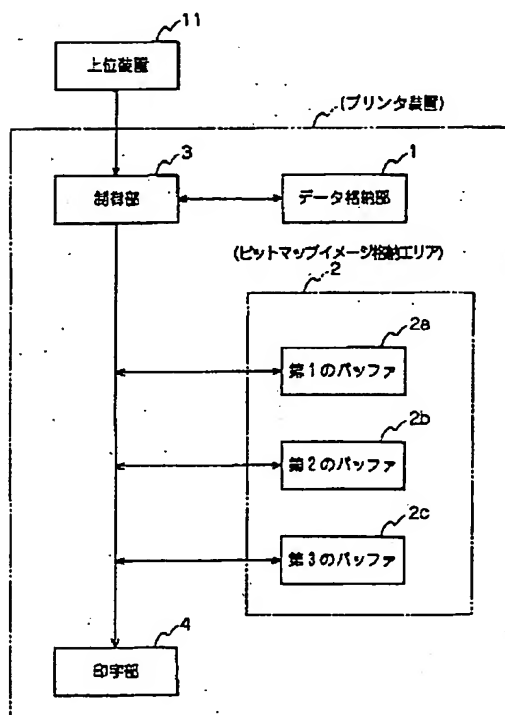 11
上位装置
(プリンタ装置)
3
1
制御部
データ格納部
(ビットマップイメージ格納エリア)
2
2a
第1のバッファ
2b
第2のバッファ
2c
第3のバッファ
4
印字部